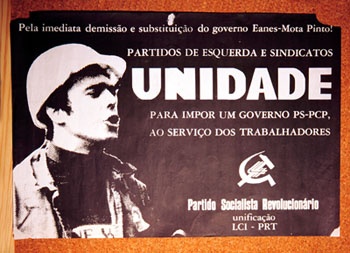 Pela imediata demissão e substituição do governo Eanes-Mota Pinto!
PARTIDOS DE ESQUERDA E SINDICATOS
UNIDADE
PARA IMPOR UM GOVERNO PS-PCP,
AO SERVIÇO DOS TRABALHADORES
Partido Socialista Revolucionário
unificação
LCI - PRT